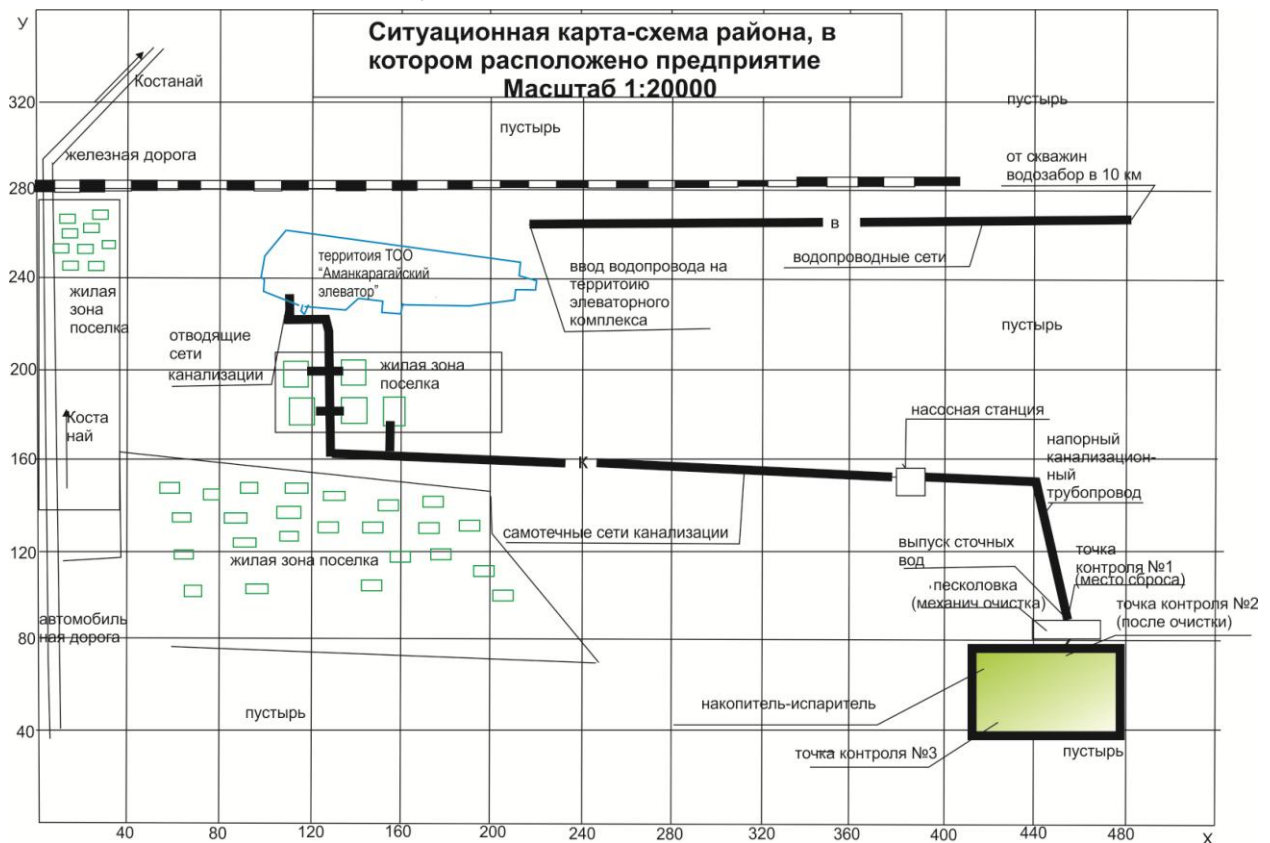 У
Ситуационная карта-схема района, в
котором расположено предприятие
Масштаб 1:20000
Костанай
320
пустырь
пустырь
железная дорога
от скважин
водозабор в 10 км
280
в
территоия ТОО
"Аманкарагайский
элеватор"
ввод водопровода на
территоию
элеваторного
комплекса
водопроводные сети
240
жилая
зона
поселка
пустырь
отводящие
сети
канализации
жилая зона
поселка
200
Коста
най
насосная станция
напорный
канализацион-
ный
трубопровод
160
К
самотечные сети канализации
выпуск сточных
вод
точка
контроля №1
(место сброса)
120
жилая зона поселка
песколовка
(механич очистка)
точка контроля №2
(после очистки)
автомобиль
ная дорога
80
накопитель-испаритель
пустырь
40
точка контроля №3
пустырь
40
80
120
160
200
240
280
320
360
400
440
480
Х